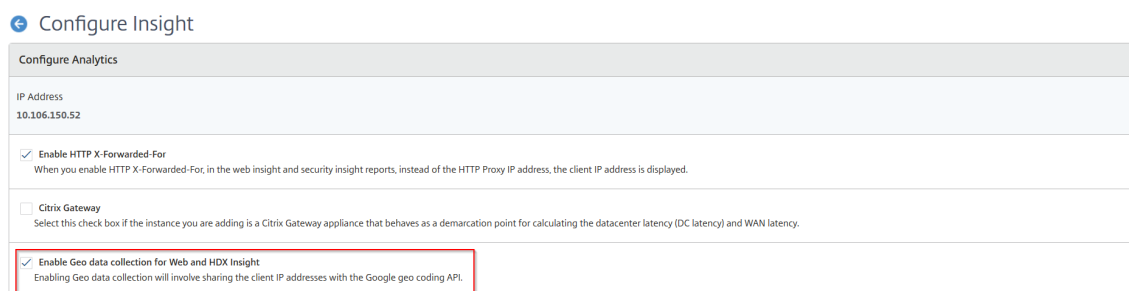 Configure Insight
Configure Analytics
IP Address
10.106.150.52
Enable HTTP X-Forwarded-For
When you enable HTTP X-Forwarded-For, in the web insight and security insight reports, instead of the HTTP Proxy IP address, the client IP address is displayed.
Citrix Gateway
Select this check box if the instance you are adding is a Citrix Gateway appliance that behaves as a demarcation point for calculating the datacenter latency (DC latency) and WAN latency.
Enable Geo data collection for Web and HDX Insight
Enabling Geo data collection will involve sharing the client IP addresses with the Google geo coding API.